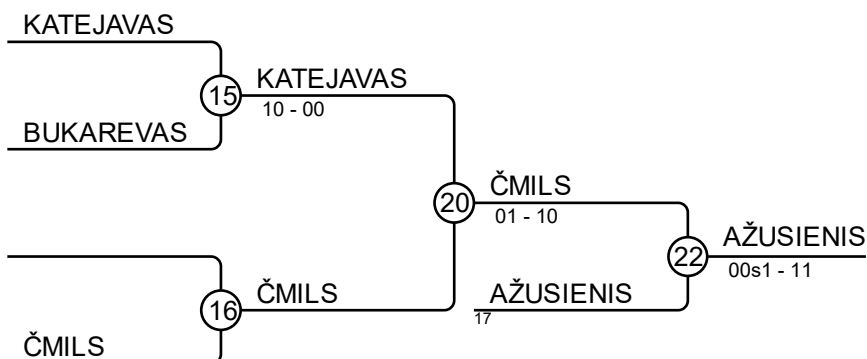 KATEJAVAS
15
KATEJAVAS
10 - 00
BUKAREVAS
20
ČMILS
01 - 10
22
AŽUSIENIS
00s1 - 11
16
ČMILS
AŽUSIENIS
17
ČMILS